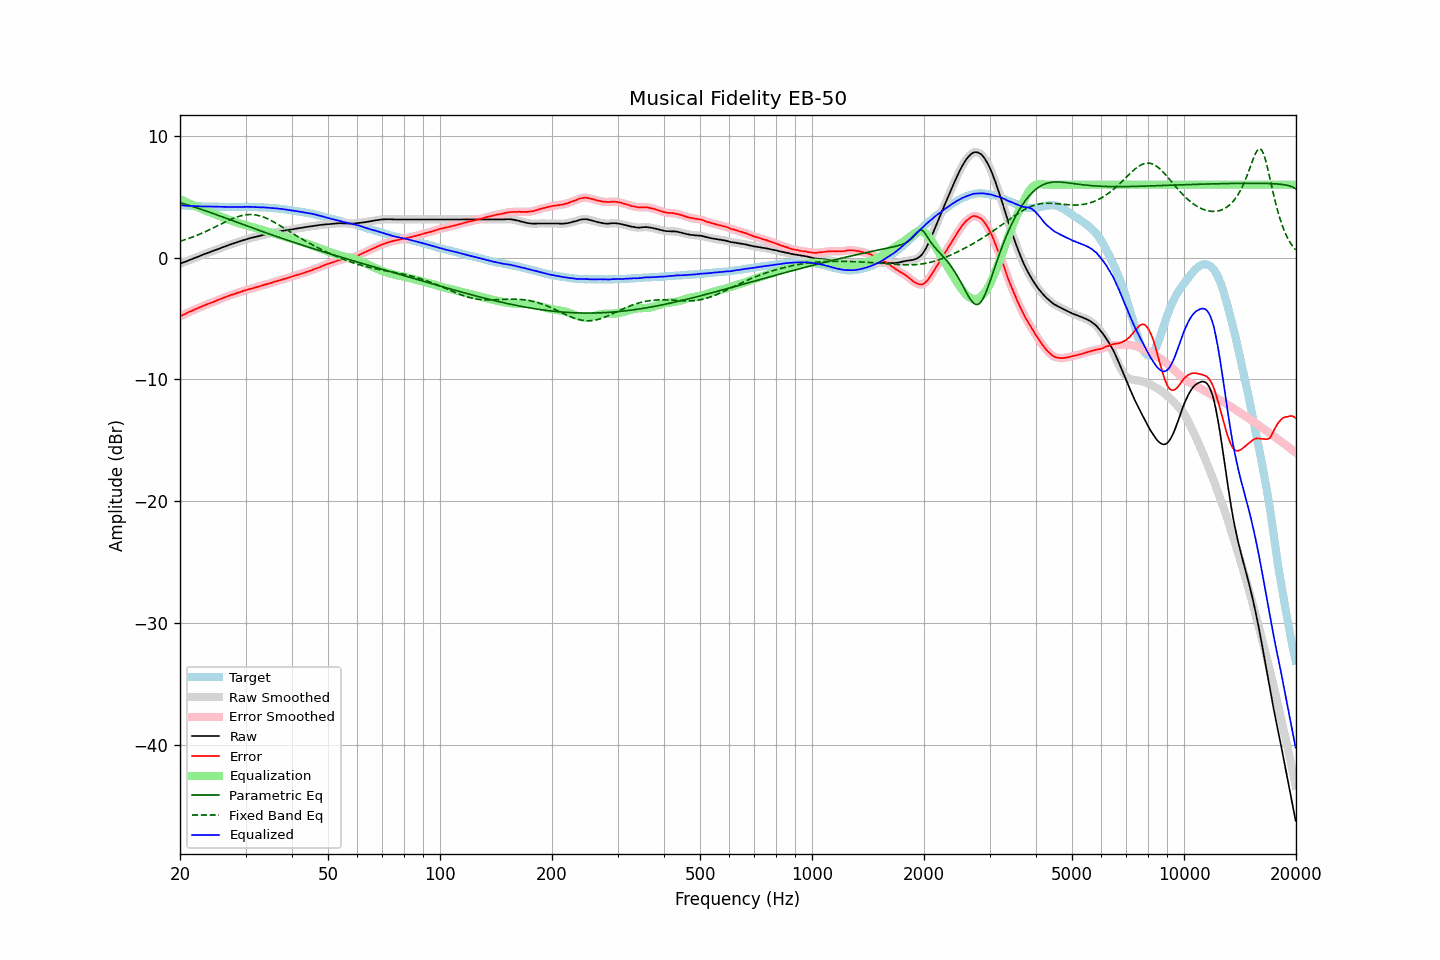 Musical Fidelity EB-50
10
0
−10
−20
−30
−40
Amplitude (dBr)
Target
Raw Smoothed
Error Smoothed
Raw
Error
Equalization
Parametric Eq
Fixed Band Eq
Equalized
20 50 100 200 500 1000 2000 5000 10000 20000
Frequency (Hz)